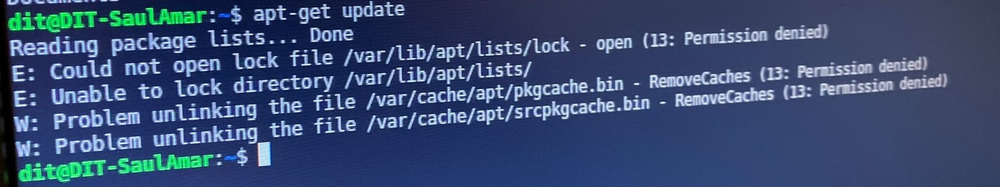 dit@DIT-SaulAmar:~$ apt-get update
Reading package lists... Done
E: Could not open lock file /var/lib/apt/lists/lock - open (13: Permission denied)
E: Unable to lock directory /var/lib/apt/lists/
W: Problem unlinking the file /var/cache/apt/pkgcache.bin - RemoveCaches (13: Permission denied)
W: Problem unlinking the file /var/cache/apt/srcpkgcache.bin - RemoveCaches (13: Permission denied)
dit@DIT-SaulAmar:~$